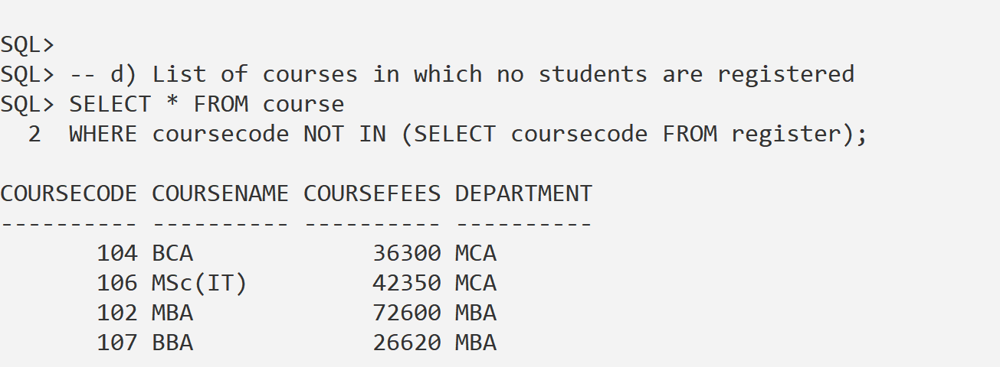 SQL>
SQL> -- d) List of courses in which no students are registered
SQL> SELECT * FROM course
  2  WHERE coursecode NOT IN (SELECT coursecode FROM register);

COURSECODE COURSENAME COURSEFEES DEPARTMENT
---------- ---------- ---------- ----------
       104 BCA             36300 MCA
       106 MSc(IT)         42350 MCA
       102 MBA             72600 MBA
       107 BBA             26620 MBA